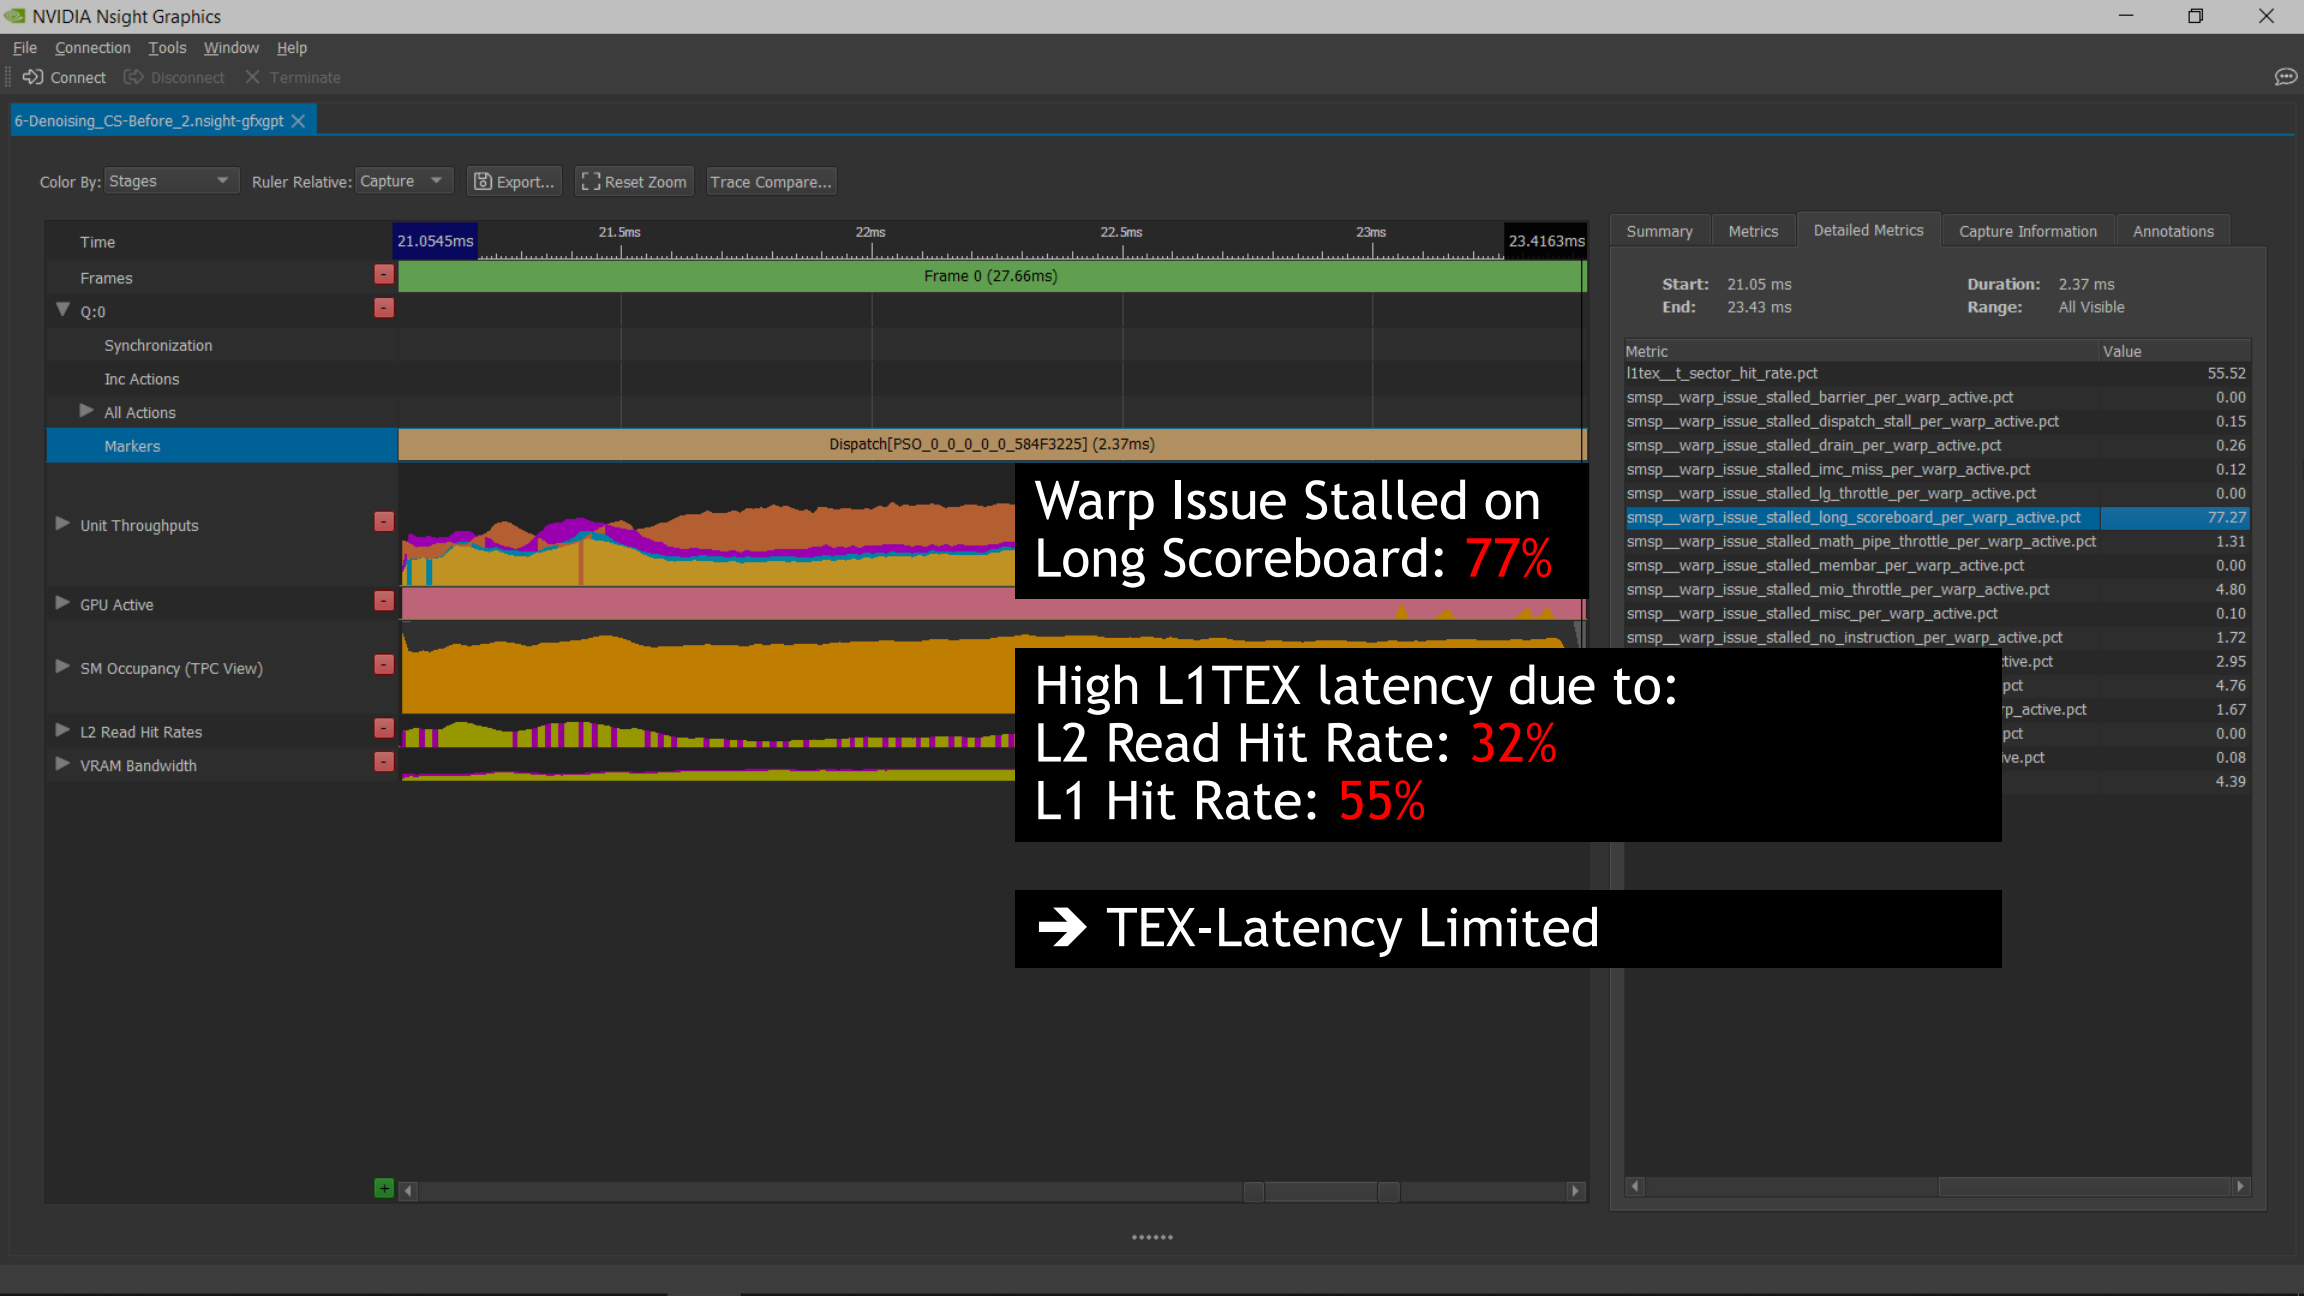 NVIDIA Nsight Graphics
File Connection Tools Window Help
Connect Disconnect Terminate
6-Denoising_CS-Before_2.nsight-gfxgpt
Color By: Stages Ruler Relative: Capture Export... Reset Zoom Trace Compare...
Time 21.0545ms 21.5ms 22ms 22.5ms 23ms 23.4163ms
Frames - Frame 0 (27.66ms)
Q:0 -
Synchronization
Inc Actions
All Actions
Markers Dispatch[PSO_0_0_0_0_0_584F3225] (2.37ms)
Unit Throughputs -
GPU Active -
SM Occupancy (TPC View) -
L2 Read Hit Rates -
VRAM Bandwidth -
+
Warp Issue Stalled on
Long Scoreboard: 77%
High L1TEX latency due to:
L2 Read Hit Rate: 32%
L1 Hit Rate: 55%
➔ TEX-Latency Limited
Summary Metrics Detailed Metrics Capture Information Annotations
Start: 21.05 ms Duration: 2.37 ms
End: 23.43 ms Range: All Visible
Metric Value
l1tex__t_sector_hit_rate.pct 55.52
smsp__warp_issue_stalled_barrier_per_warp_active.pct 0.00
smsp__warp_issue_stalled_dispatch_stall_per_warp_active.pct 0.15
smsp__warp_issue_stalled_drain_per_warp_active.pct 0.26
smsp__warp_issue_stalled_imc_miss_per_warp_active.pct 0.12
smsp__warp_issue_stalled_lg_throttle_per_warp_active.pct 0.00
smsp__warp_issue_stalled_long_scoreboard_per_warp_active.pct 77.27
smsp__warp_issue_stalled_math_pipe_throttle_per_warp_active.pct 1.31
smsp__warp_issue_stalled_membar_per_warp_active.pct 0.00
smsp__warp_issue_stalled_mio_throttle_per_warp_active.pct 4.80
smsp__warp_issue_stalled_misc_per_warp_active.pct 0.10
smsp__warp_issue_stalled_no_instruction_per_warp_active.pct 1.72
tive.pct 2.95
pct 4.76
rp_active.pct 1.67
pct 0.00
ive.pct 0.08
4.39